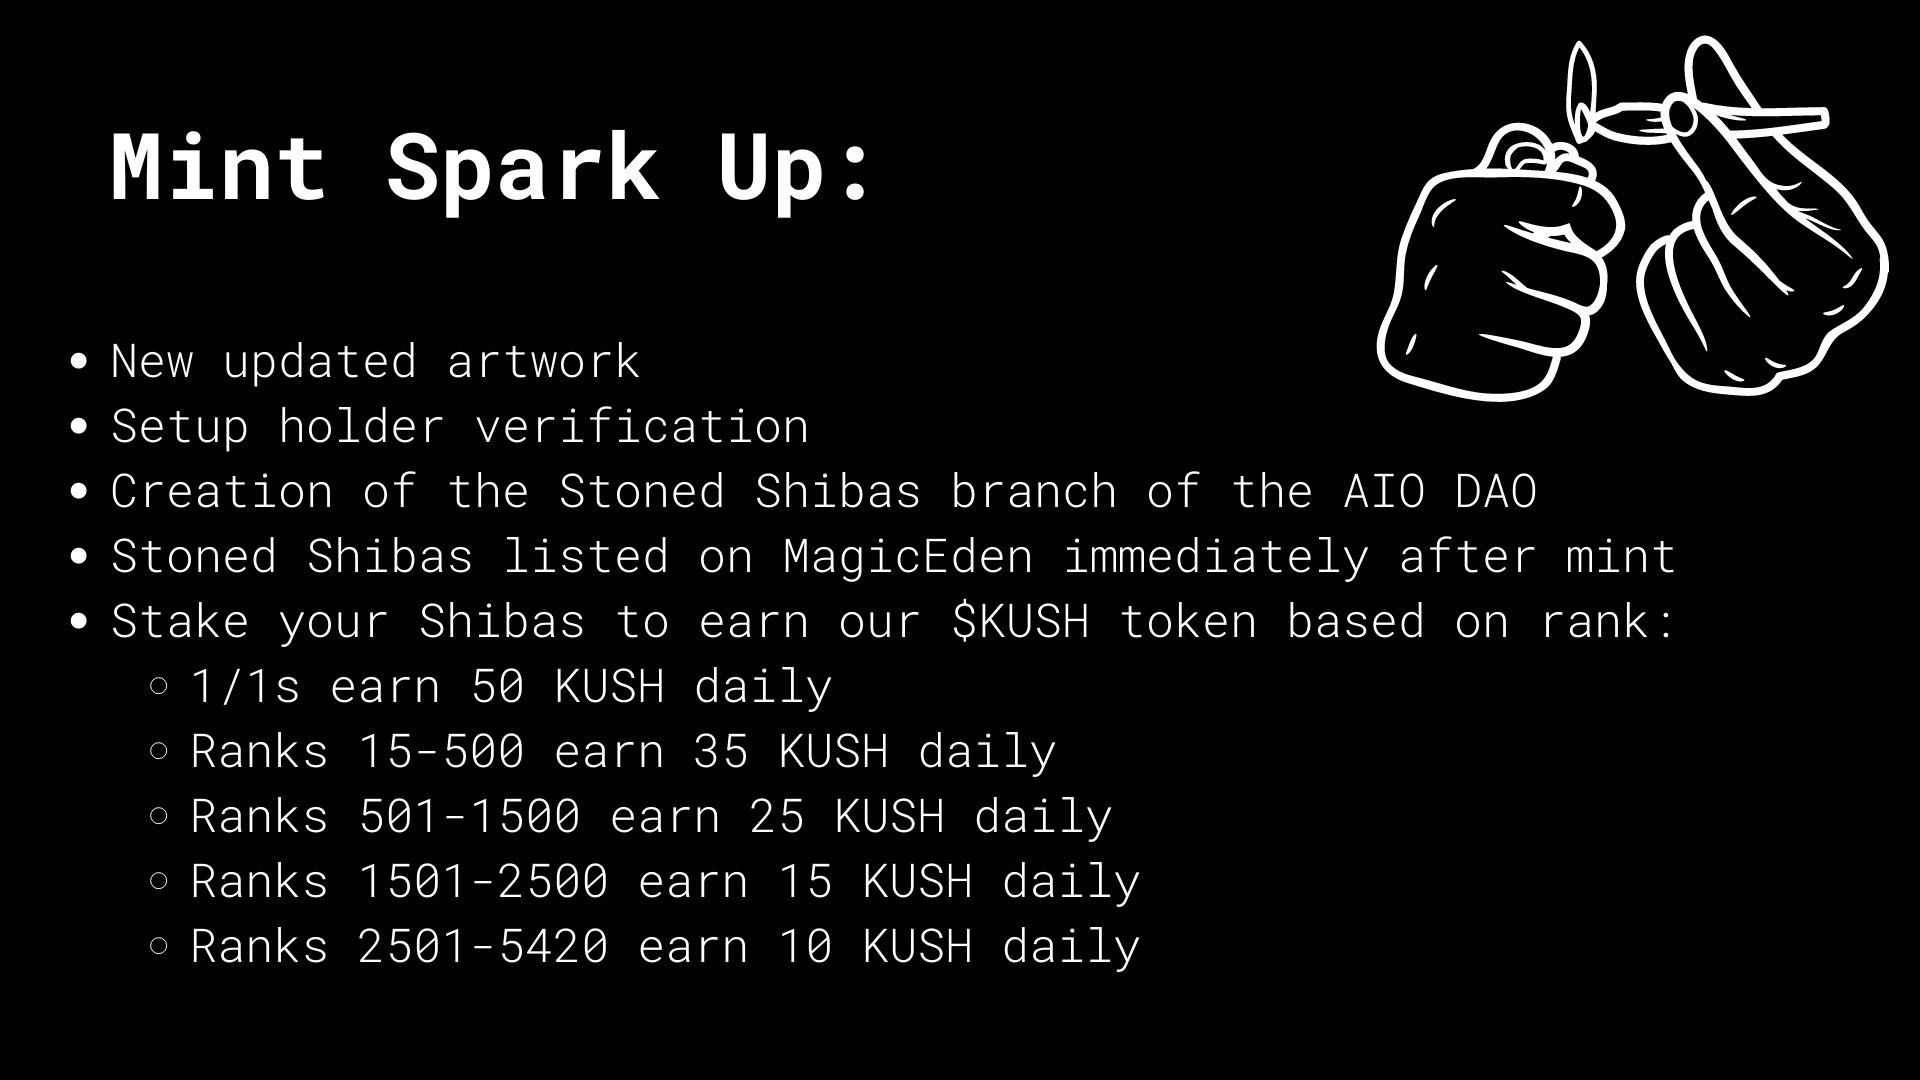 Mint Spark Up:
• New updated artwork
• Setup holder verification
• Creation of the Stoned Shibas branch of the AIO DAO
• Stoned Shibas listed on MagicEden immediately after mint
• Stake your Shibas to earn our $KUSH token based on rank:
○ 1/1s earn 50 KUSH daily
○ Ranks 15-500 earn 35 KUSH daily
○ Ranks 501-1500 earn 25 KUSH daily
○ Ranks 1501-2500 earn 15 KUSH daily
○ Ranks 2501-5420 earn 10 KUSH daily